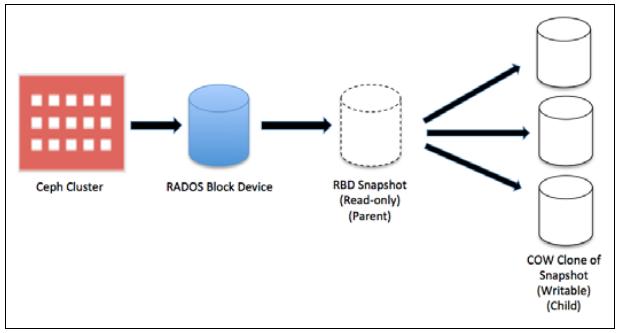 Ceph Cluster
RADOS Block Device
RBD Snapshot
(Read-only)
(Parent)
COW Clone of
Snapshot
(Writable)
(Child)